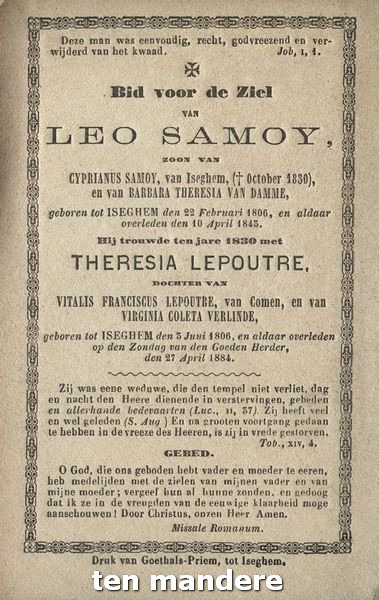 Deze man was eenvoudig, recht, godvreezend en ver-
wijderd van het kwaad. Job, I, 1.
Bid voor de Ziel
VAN
LEO SAMOY,
ZOON VAN
CYPRIANUS SAMOY, van Iseghem, († October 1830),
en van BARBARA THERESIA VAN DAMME,
geboren tot ISEGHEM den 22 Februari 1806, en aldaar
overleden den 10 April 1843.
Hij trouwde ten jare 1830 met
THERESIA LEPOUTRE,
DOCHTER VAN
VITALIS FRANCISCUS LEPOUTRE, van Comen, en van
VIRGINIA COLETA VERLINDE,
geboren tot ISEGHEM den 3 Juni 1806, en aldaar overleden
op den Zondag van den Goeden Herder,
den 27 April 1884.
Zij was eene weduwe, die den tempel niet verliet, dag
en nacht den Heere dienende in verstervingen, gebeden
en allerhande bedevaarten (Luc., II, 37). Zij heeft veel
en wel geleden (S. Aug.) En na grooten voortgang gedaan
te hebben in de vreeze des Heeren, is zij in vrede gestorven.
Tob., XIV, 4.
GEBED.
O God, die ons geboden hebt vader en moeder te eeren,
heb medelijden met de zielen van mijnen vader en van
mijne moeder; vergeef hun al hunne zonden, en gedoog
dat ik ze in de vreugden van de eeuwige klaarheid moge
aanschouwen! Door Christus, onzen Heer. Amen.
Missale Romanum.
Druk van Goethals-Priem, tot Iseghem.
ten mandere